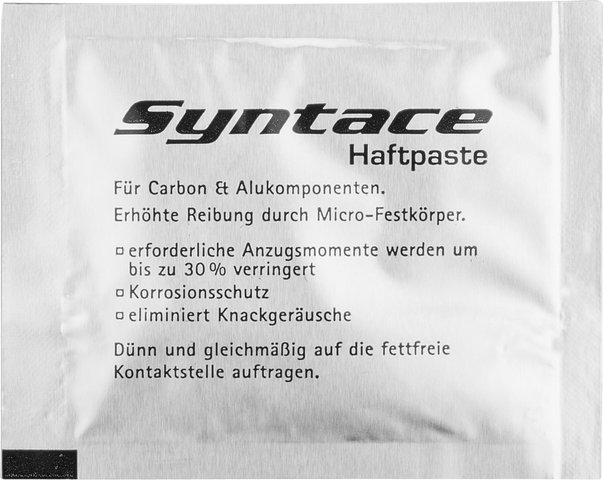 Syntace
Haftpaste
Für Carbon & Alukomponenten.
Erhöhte Reibung durch Micro-Festkörper.
▫ erforderliche Anzugsmomente werden um
bis zu 30% verringert
▫ Korrosionsschutz
▫ eliminiert Knackgeräusche
Dünn und gleichmäßig auf die fettfreie
Kontaktstelle auftragen.